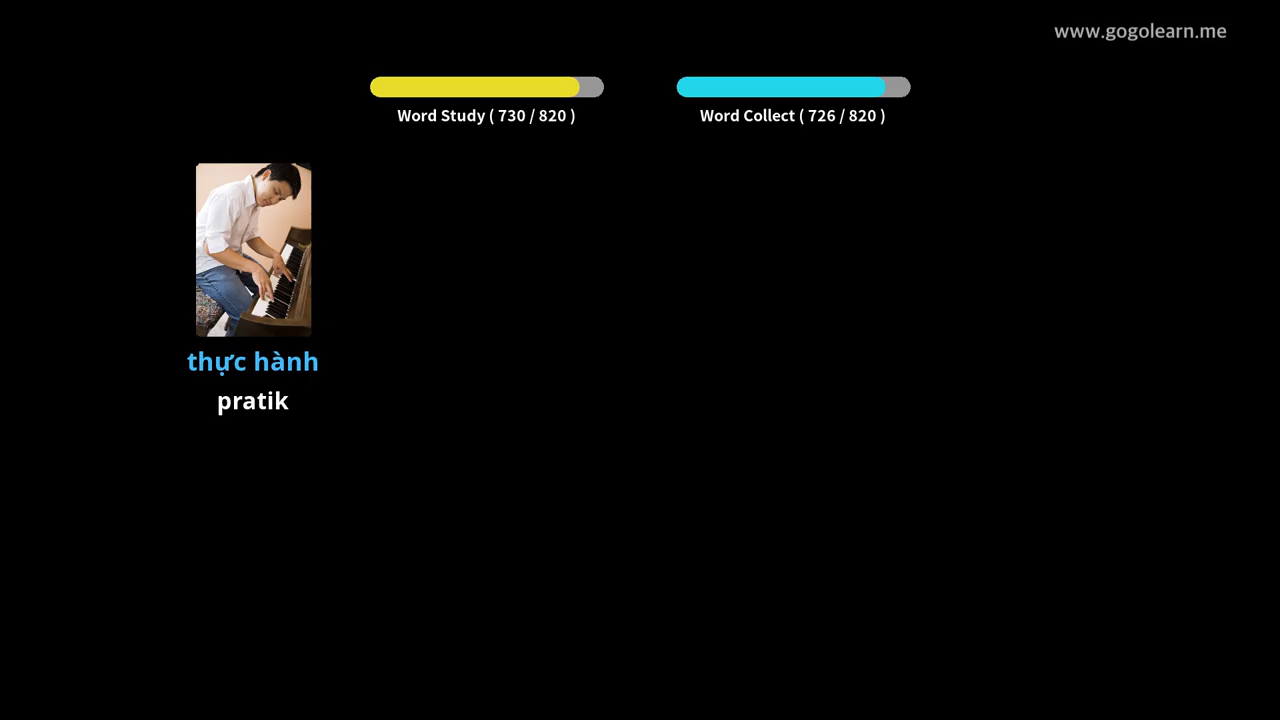 www.gogolearn.me
Word Study ( 730 / 820 )
Word Collect ( 726 / 820 )
thực hành
pratik